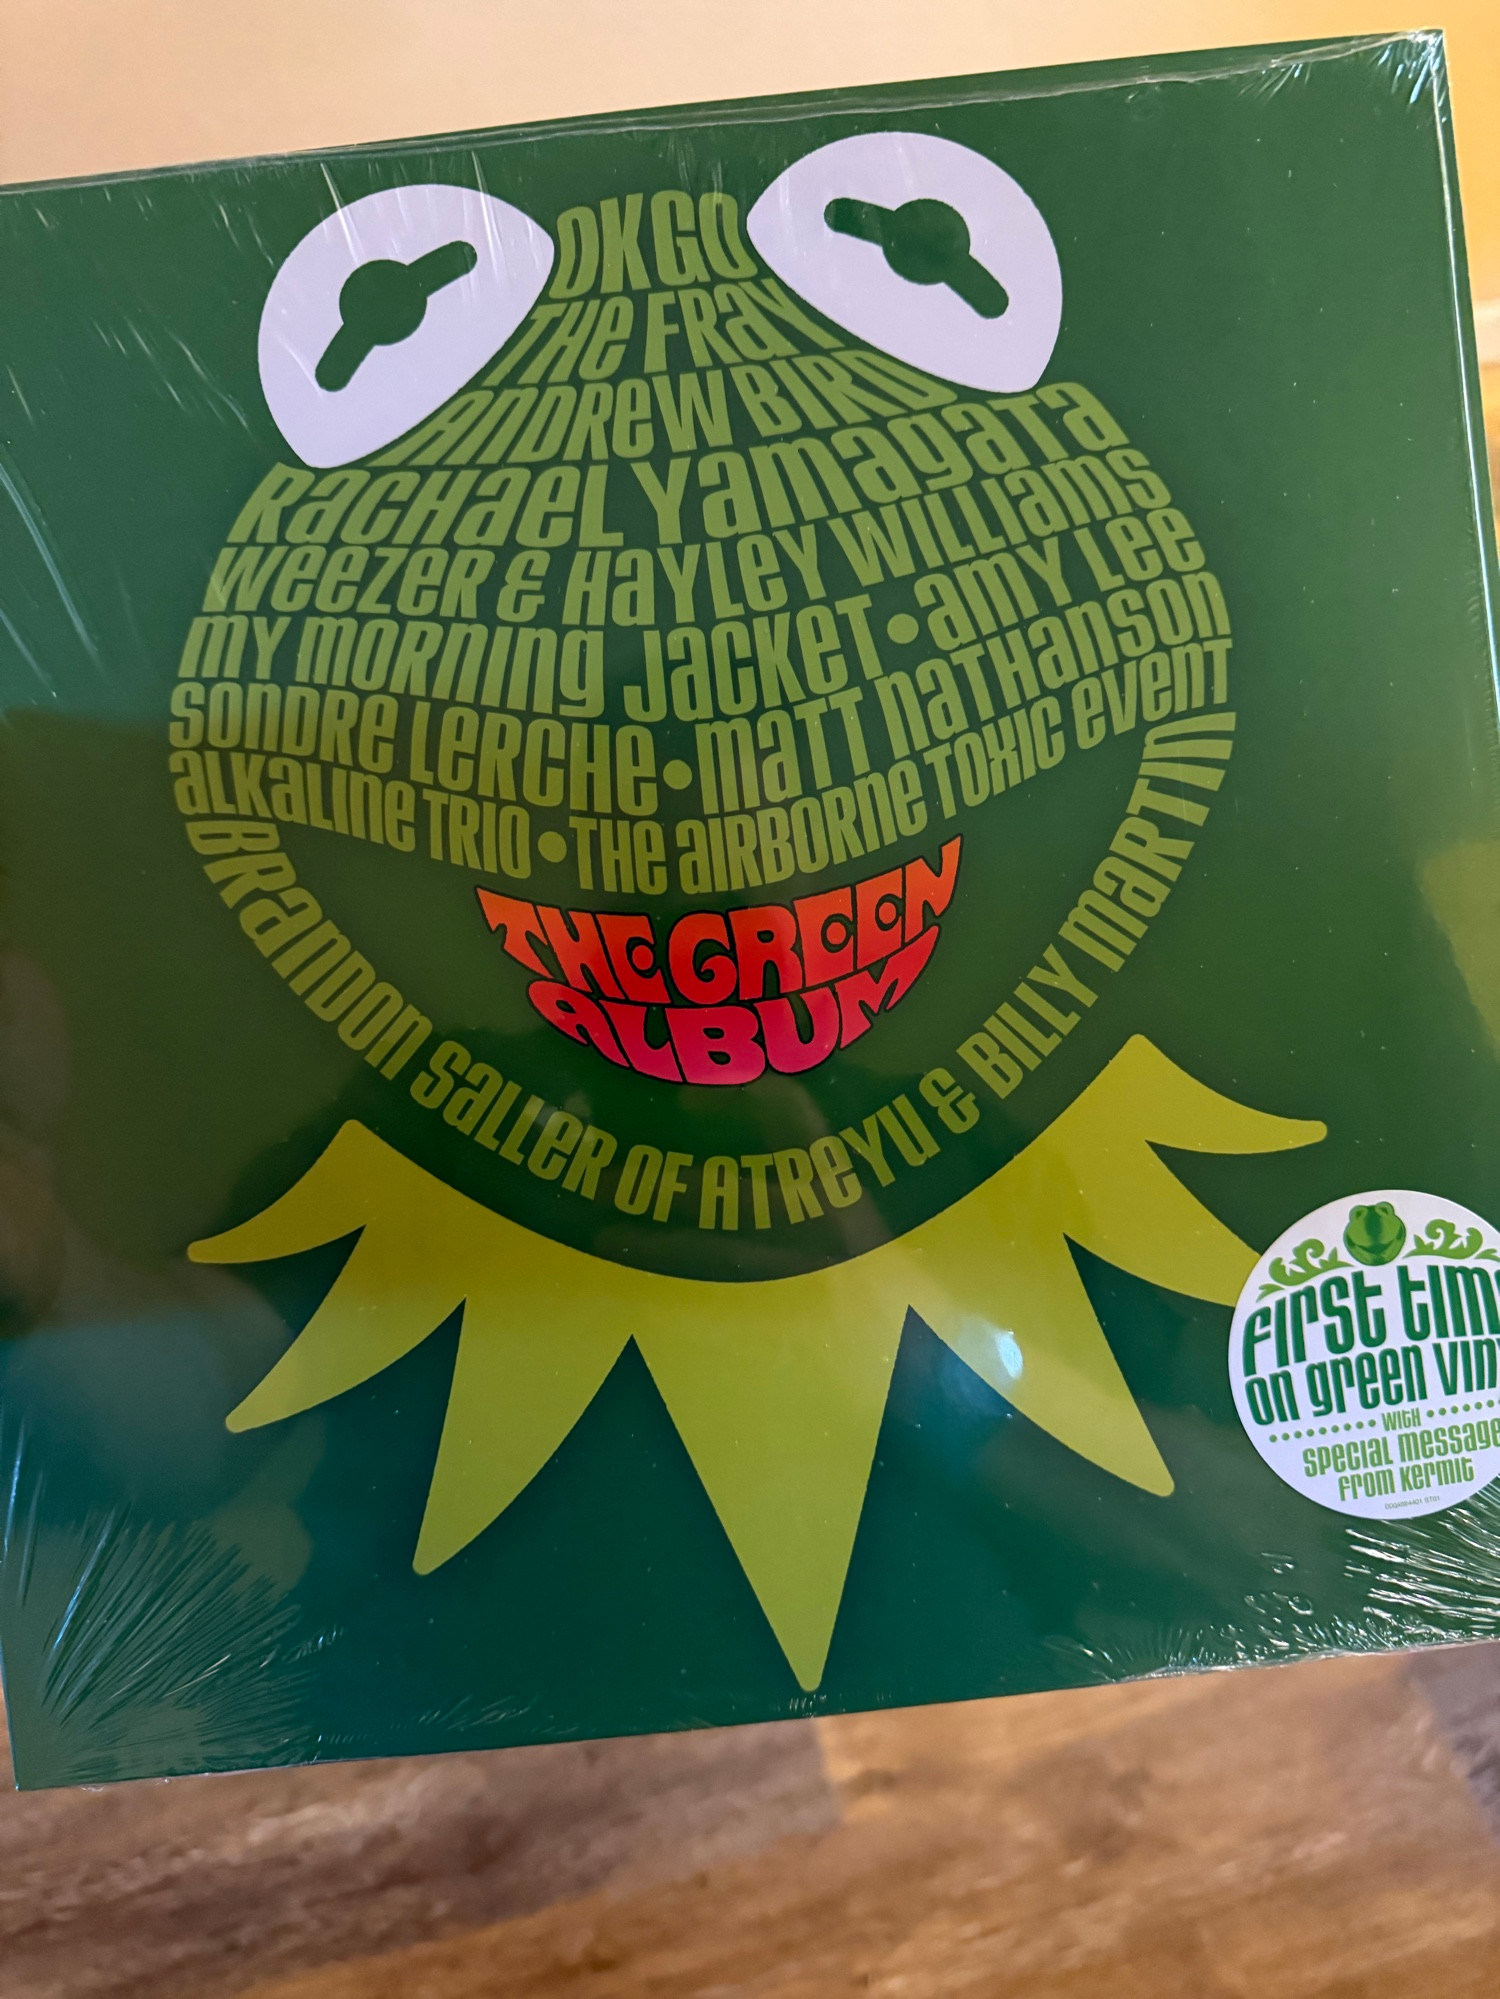 OK GO
THE FRAY
ANDREW BIRD
RACHAEL YAMAGATA
WEEZER & HAYLEY WILLIAMS
MY MORNING JACKET • AMY LEE
SONDRE LERCHE • MATT NATHANSON
ALKALINE TRIO • THE AIRBORNE TOXIC EVENT
BRANDON SALLER OF ATREYU & BILLY MARTIN
THE GREEN
ALBUM
FIRST TIM
ON GREEN VIN
WITH
SPECIAL MESSAGE
FROM KERMIT